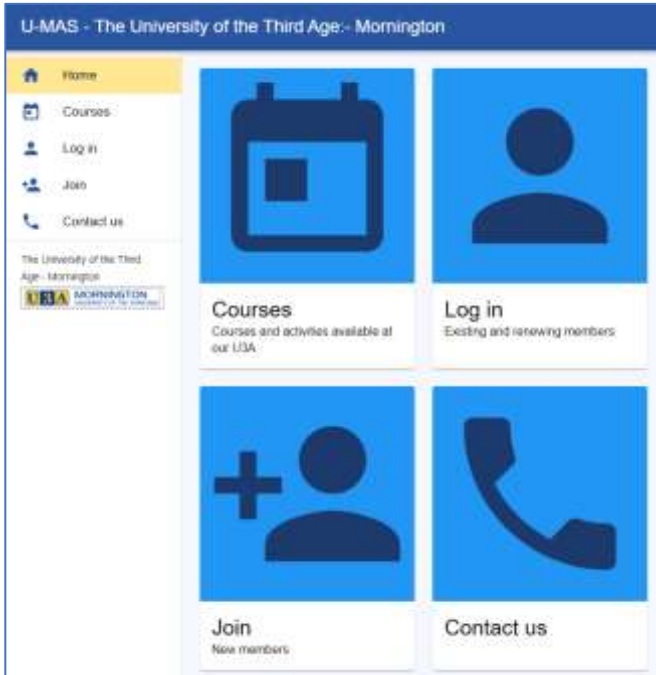 U-MAS - The University of the Third Age:- Mornington
Home
Courses
Log in
Join
Contact us
The University of the Third
Age - Mornington
U3A MORNINGTON
Courses
Courses and activities available at
our U3A
Log in
Existing and renewing members
Join
New members
Contact us